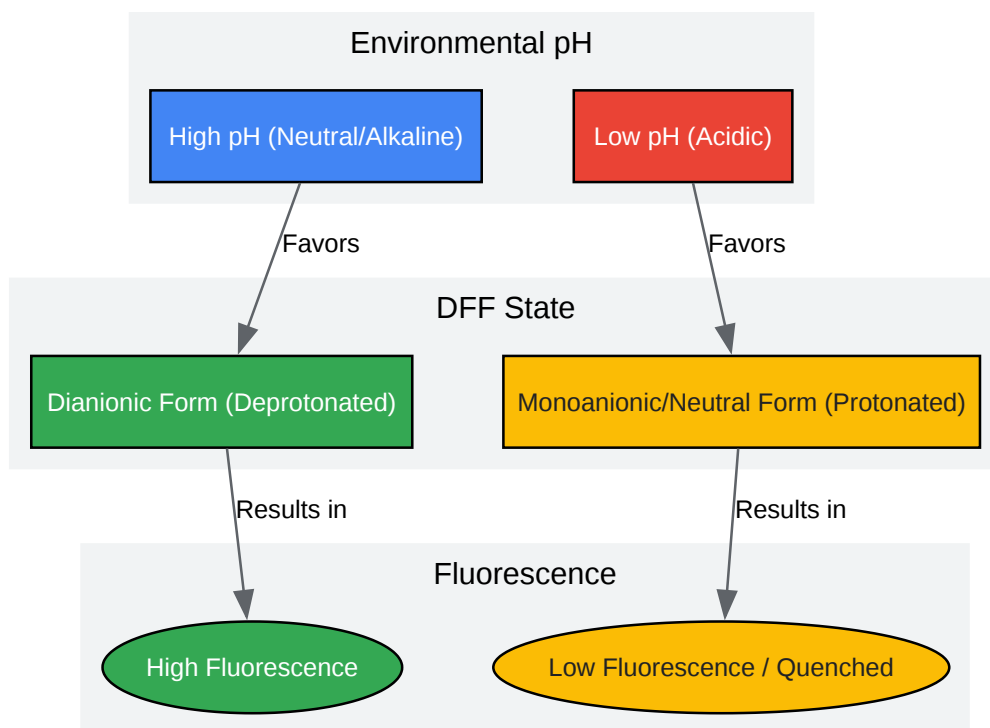 Environmental pH
High pH (Neutral/Alkaline)
Low pH (Acidic)
Favors
Favors
DFF State
Dianionic Form (Deprotonated)
Monoanionic/Neutral Form (Protonated)
Results in
Results in
Fluorescence
High Fluorescence
Low Fluorescence / Quenched